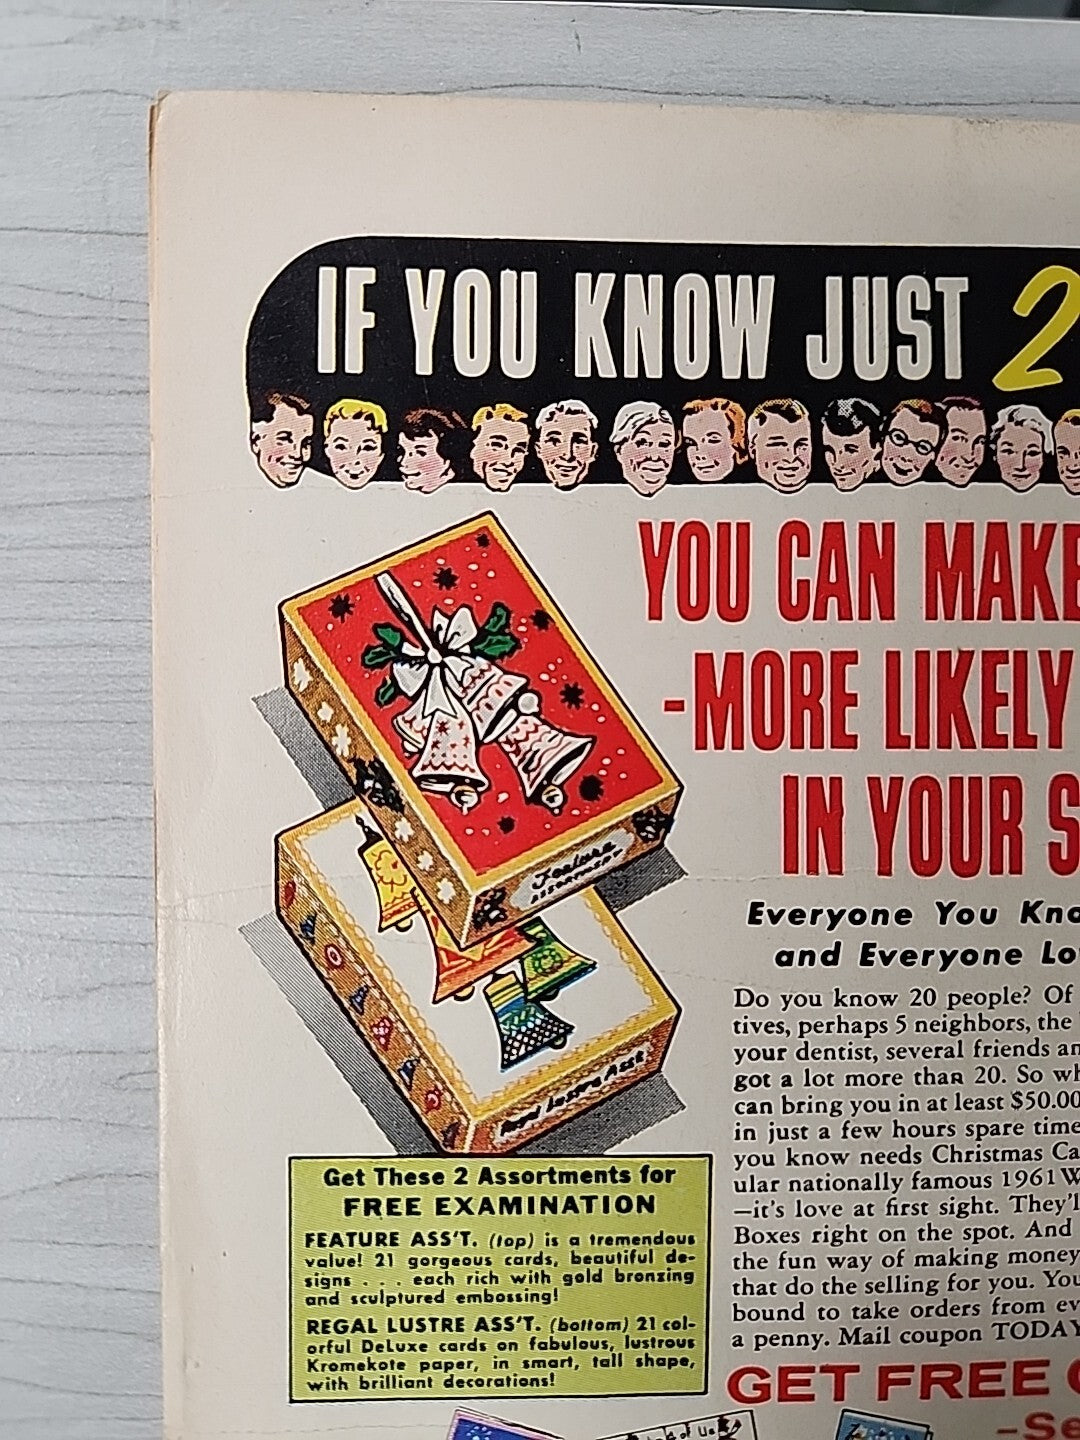 IF YOU KNOW JUST 2
YOU CAN MAKE
-MORE LIKELY
IN YOUR S
Feature
ASSORTMENT
Regal Lustre Ass't
Everyone You Kno
and Everyone Lo
Do you know 20 people? Of
tives, perhaps 5 neighbors, the
your dentist, several friends an
got a lot more than 20. So wh
can bring you in at least $50.00
in just a few hours spare time
you know needs Christmas Ca
ular nationally famous 1961 W
—it's love at first sight. They'l
Boxes right on the spot. And
the fun way of making money,
that do the selling for you. You
bound to take orders from ev
a penny. Mail coupon TODAY
Get These 2 Assortments for
FREE EXAMINATION
FEATURE ASS'T. (top) is a tremendous
value! 21 gorgeous cards, beautiful de-
signs . . . each rich with gold bronzing
and sculptured embossing!
REGAL LUSTRE ASS'T. (bottom) 21 col-
orful DeLuxe cards on fabulous, lustrous
Kromekote paper, in smart, tall shape,
with brilliant decorations!
GET FREE
–Se
of Us